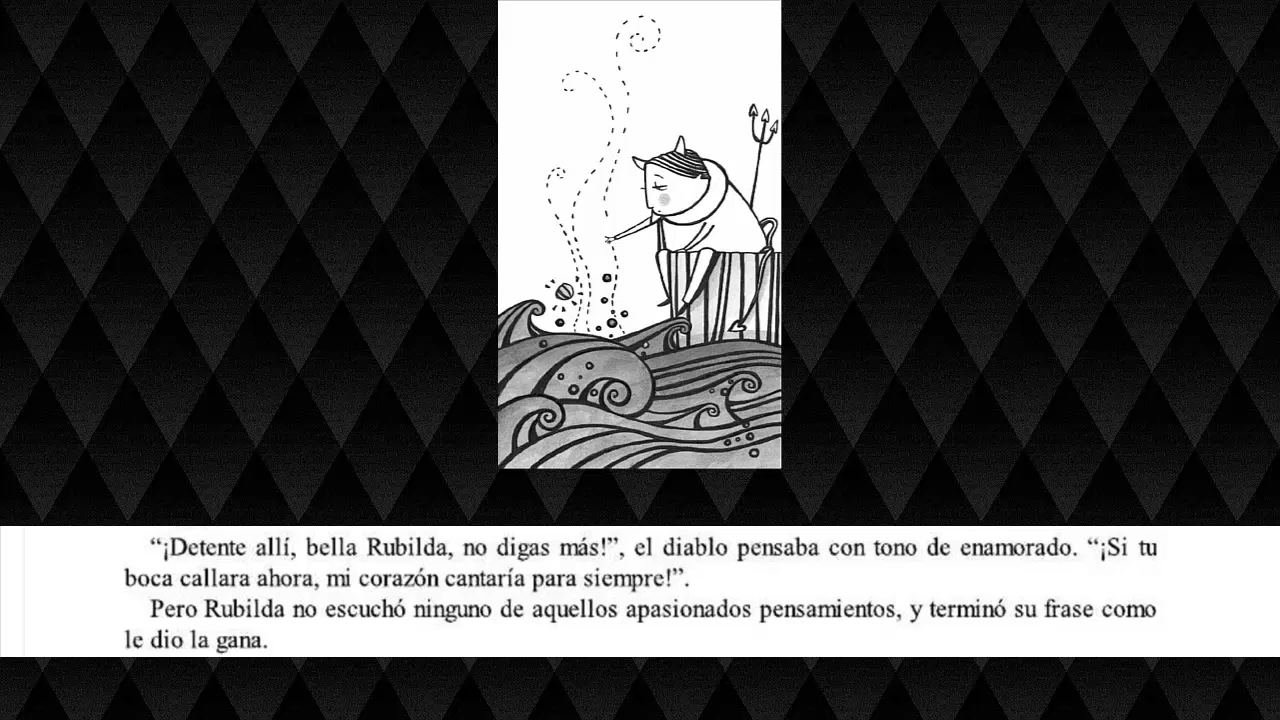 “¡Detente allí, bella Rubilda, no digas más!”, el diablo pensaba con tono de enamorado. “¡Si tu
boca callara ahora, mi corazón cantaría para siempre!”.
Pero Rubilda no escuchó ninguno de aquellos apasionados pensamientos, y terminó su frase como
le dio la gana.